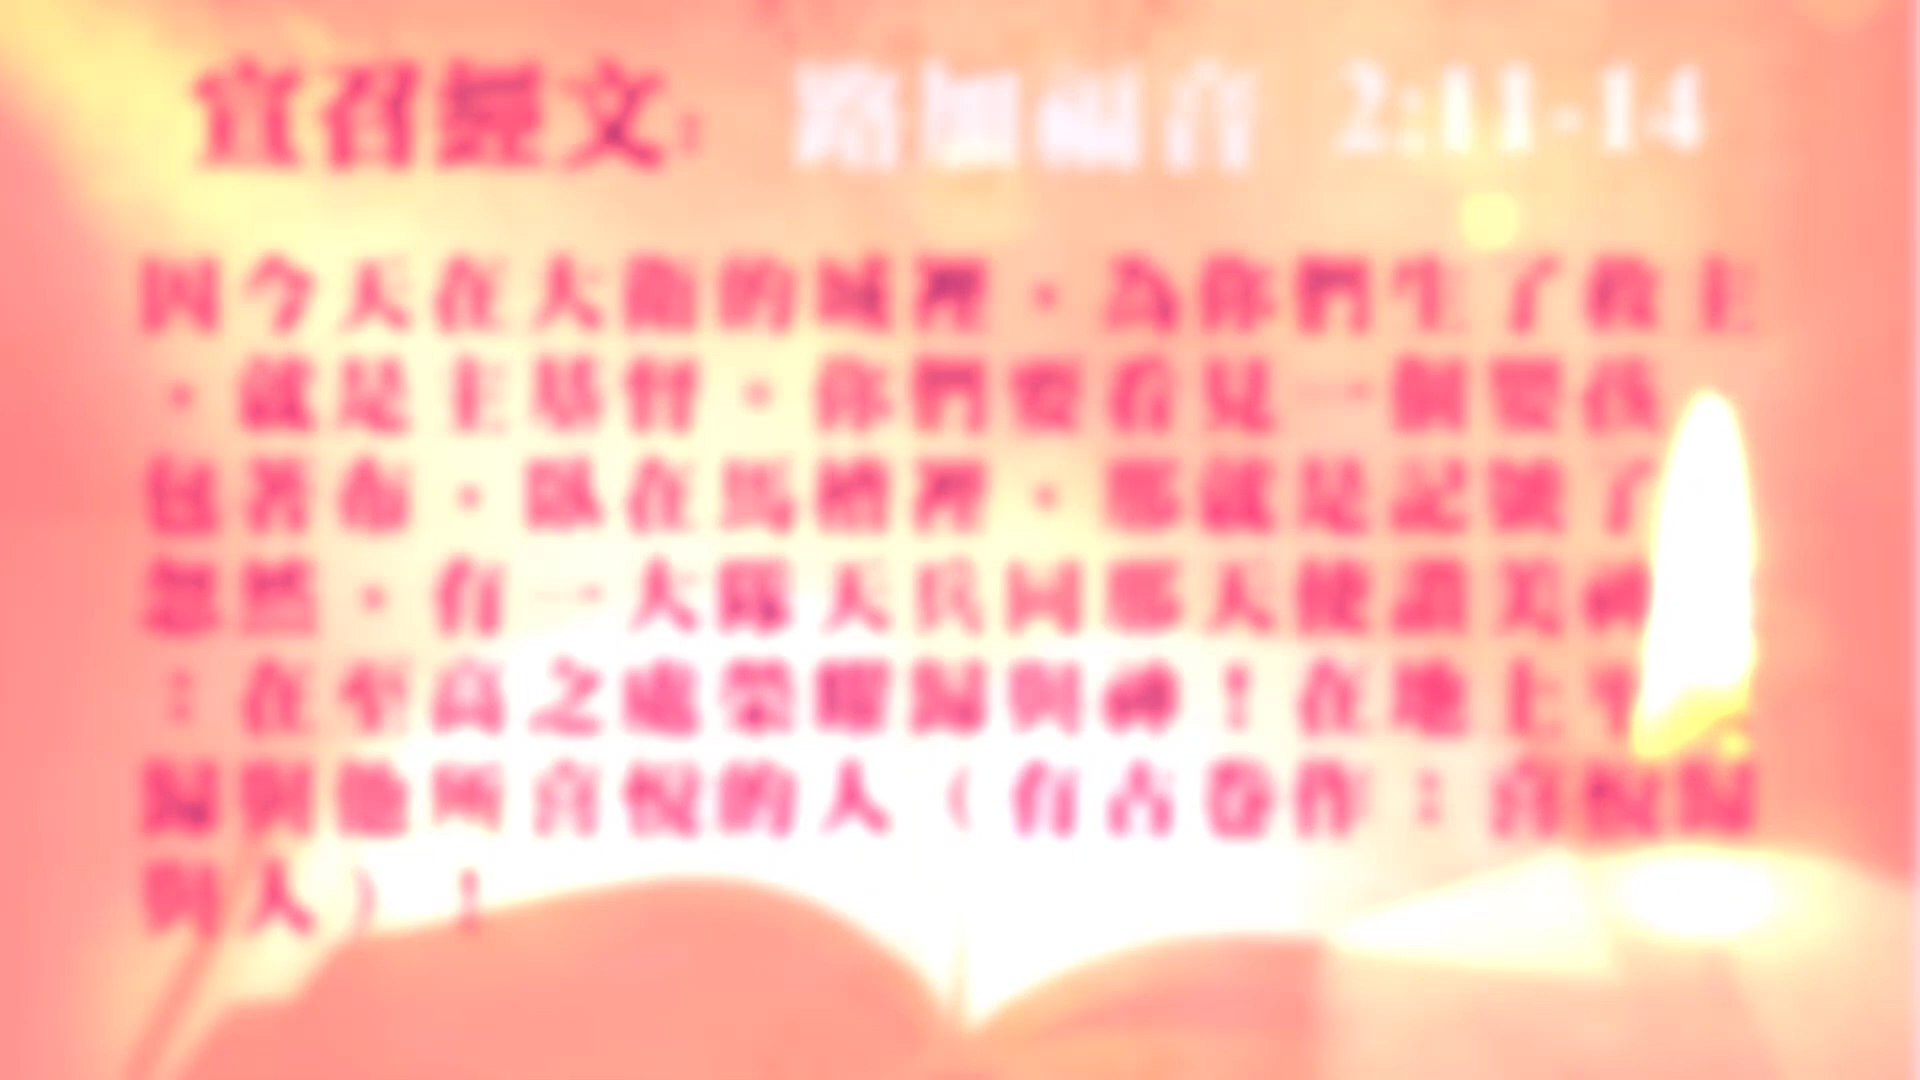 宣召經文： 路加福音 2:11-14
因今天在大衛的城裡，為你們生了救主
，就是主基督。你們要看見一個嬰孩
包著布，臥在馬槽裡，那就是記號了
忽然，有一大隊天兵同那天使讚美神
：在至高之處榮耀歸與神！在地上平
歸與他所喜悅的人（有古卷作：喜悅歸
與人）！